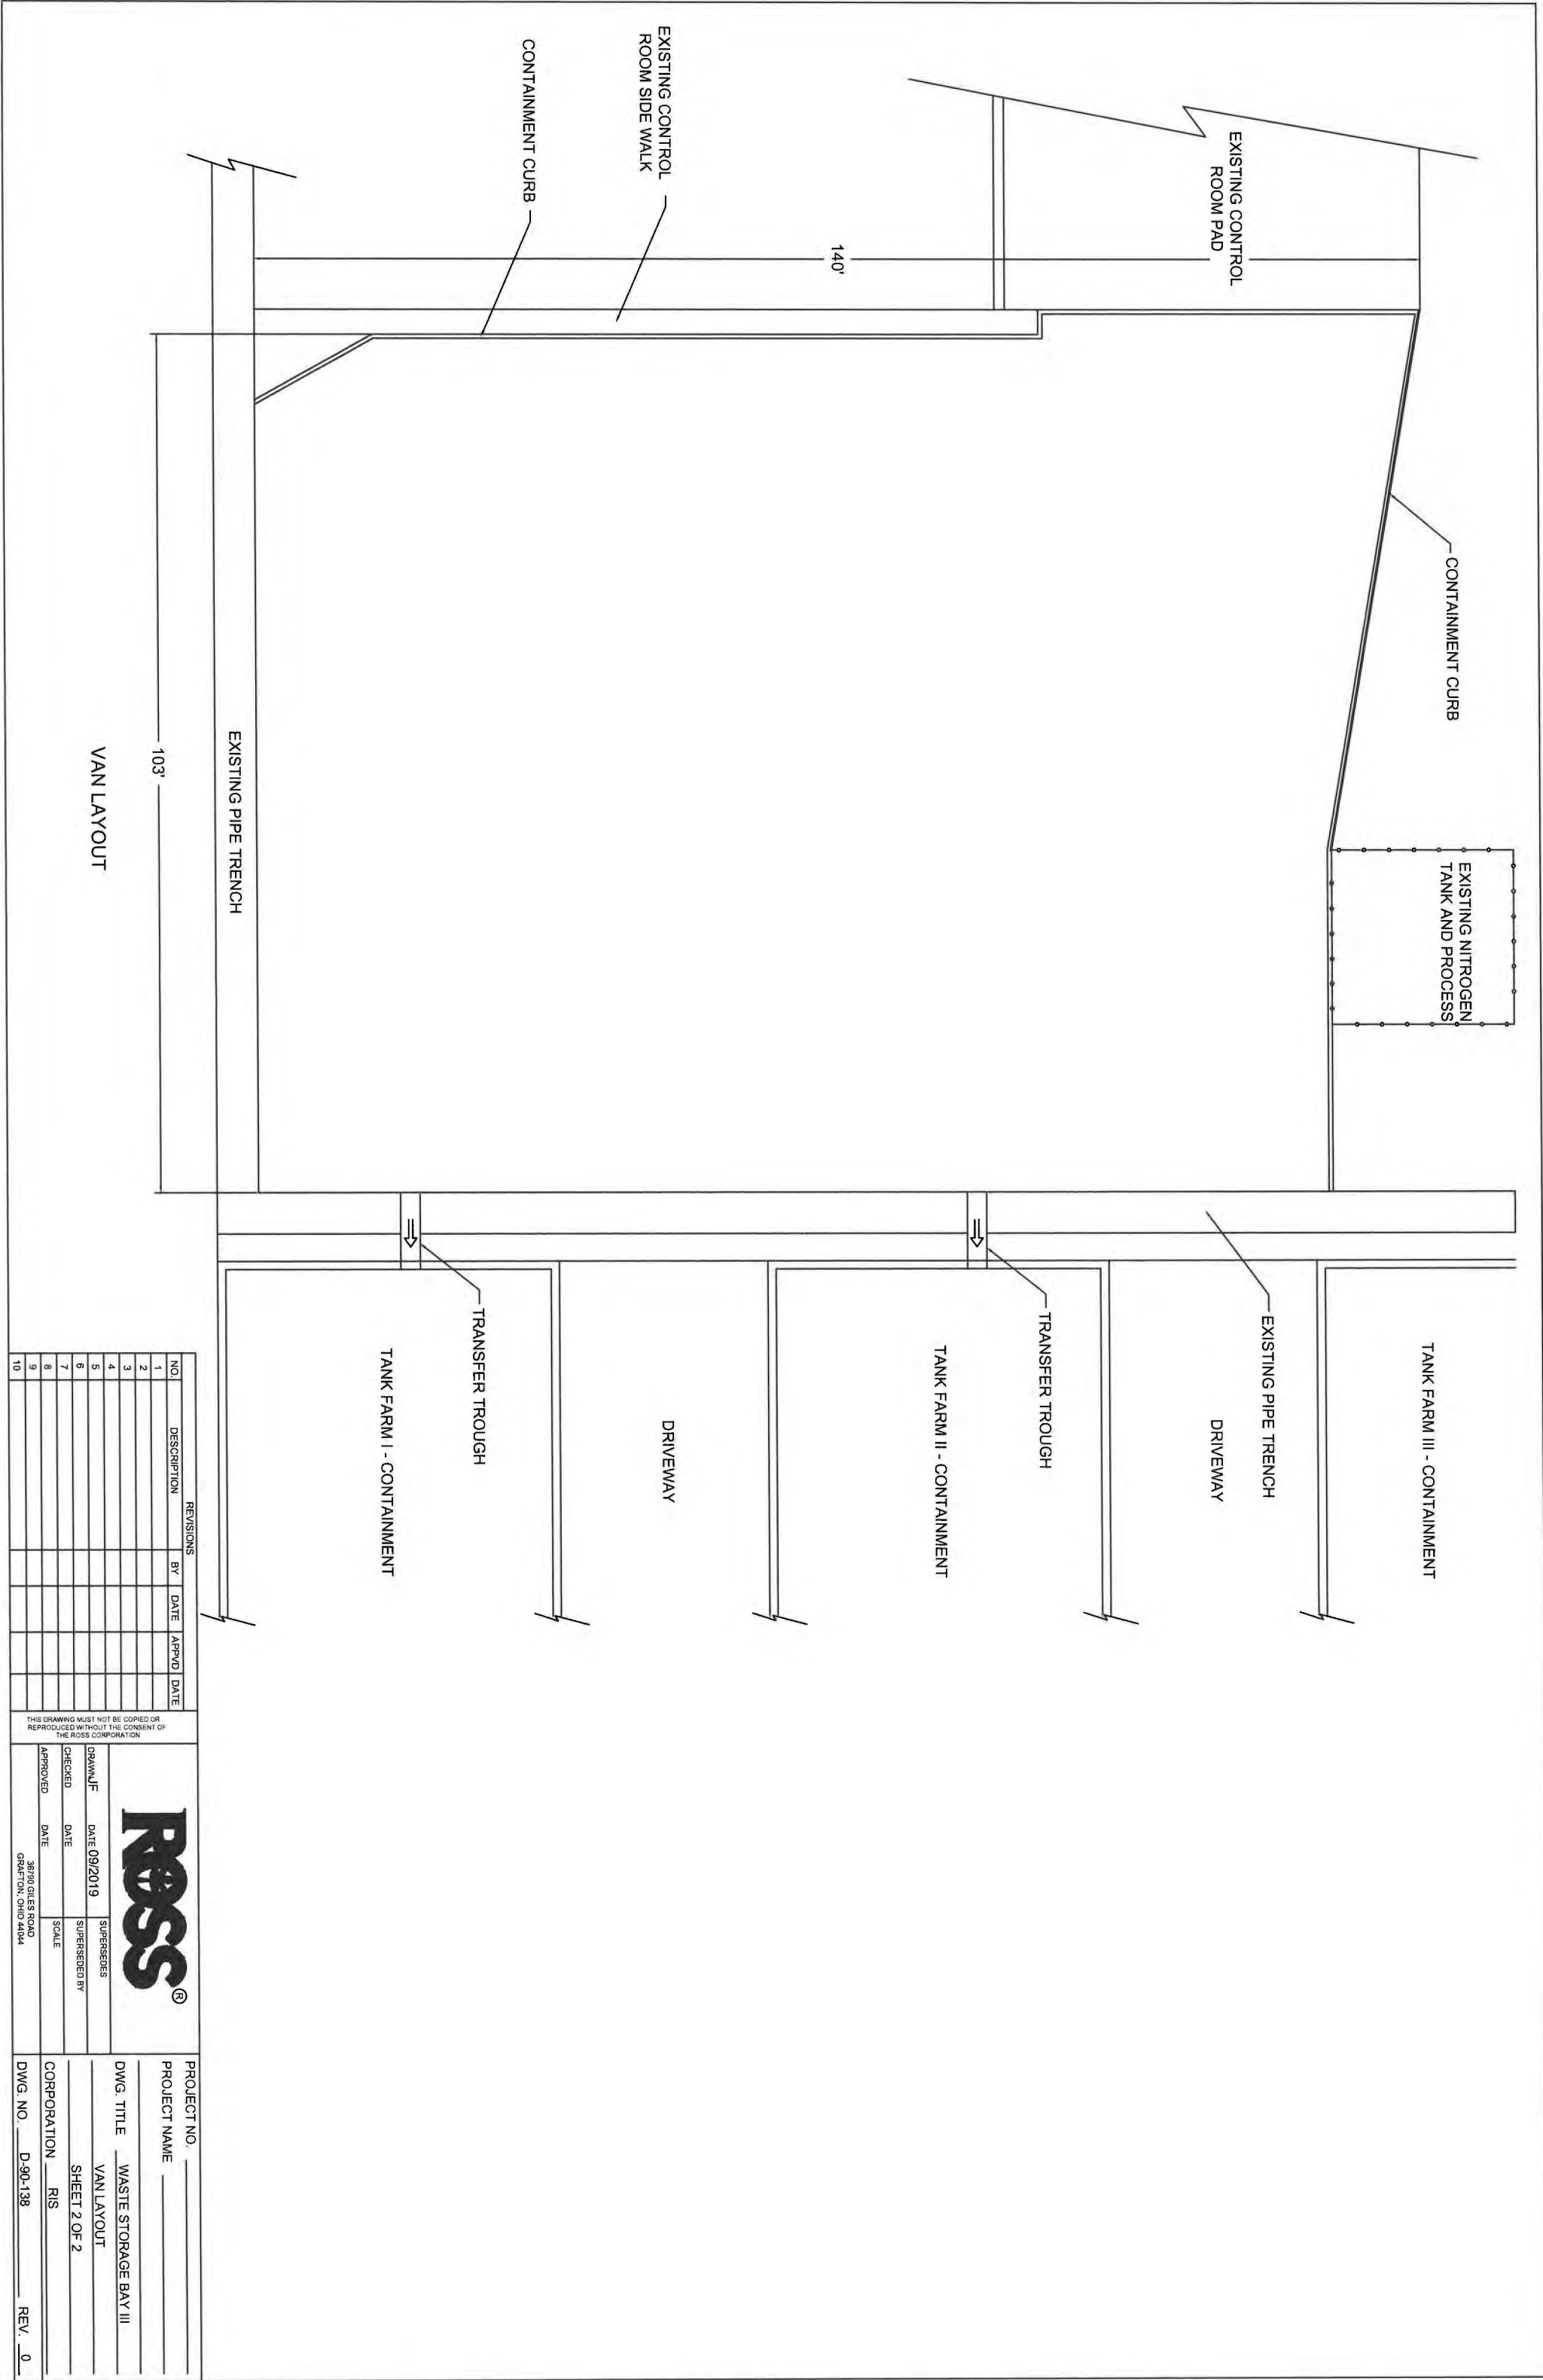 EXISTING CONTROL
ROOM PAD
CONTAINMENT CURB
EXISTING NITROGEN
TANK AND PROCESS
TANK FARM III - CONTAINMENT
EXISTING PIPE TRENCH
DRIVEWAY
TRANSFER TROUGH
TANK FARM II - CONTAINMENT
140'
EXISTING CONTROL
ROOM SIDE WALK
DRIVEWAY
CONTAINMENT CURB
TRANSFER TROUGH
TANK FARM I - CONTAINMENT
EXISTING PIPE TRENCH
103'
VAN LAYOUT
REVISIONS
NO. DESCRIPTION BY DATE APPVD DATE
1
2
3
4
5
6
7
8
9
10
THIS DRAWING MUST NOT BE COPIED OR
REPRODUCED WITHOUT THE CONSENT OF
THE ROSS CORPORATION
ROSS®
DRAWN JF DATE 09/2019 SUPERSEDES
CHECKED DATE SUPERSEDED BY
APPROVED DATE SCALE
36790 GILES ROAD
GRAFTON, OHIO 44044
PROJECT NO.
PROJECT NAME
DWG. TITLE WASTE STORAGE BAY III
VAN LAYOUT
SHEET 2 OF 2
CORPORATION RIS
DWG. NO. D-90-138 REV. 0